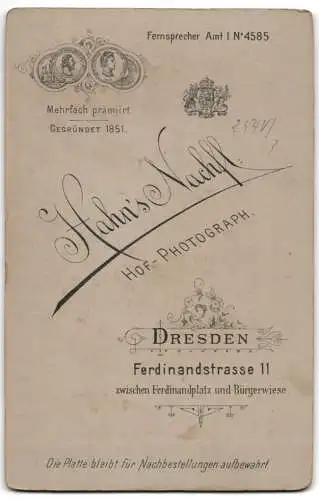 Fernsprecher Amt I No 4585
Mehrfach prämiirt
GEGRÜNDET 1851.
Hahn's Nachfl.
HOF-PHOTOGRAPH.
DRESDEN
Ferdinandstrasse 11
zwischen Ferdinandplatz und Bürgerwiese
Die Platte bleibt für Nachbestellungen aufbewahrt.